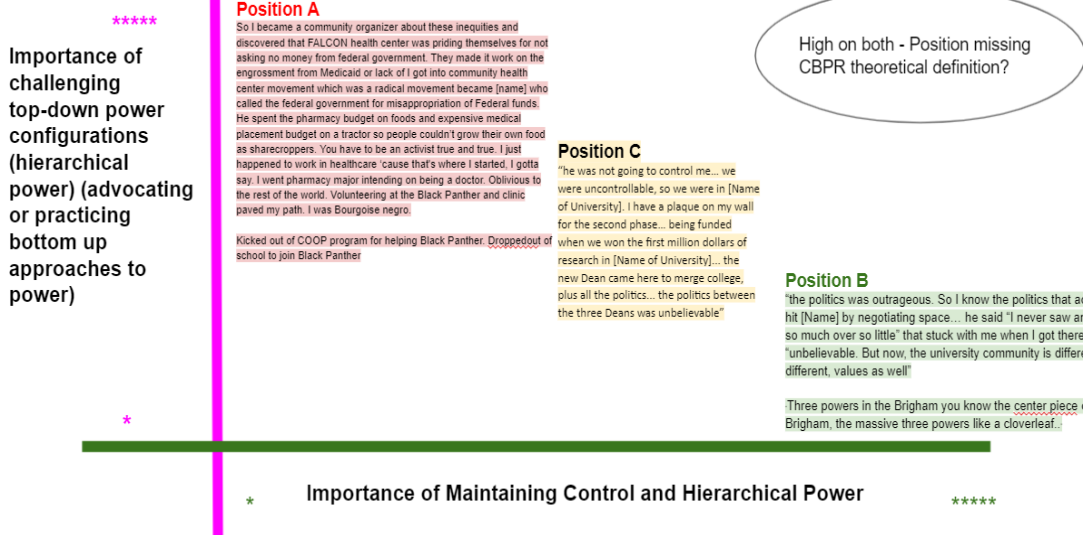 *****
Importance of
challenging
top-down power
configurations
(hierarchical
power) (advocating
or practicing
bottom up
approaches to
power)
*
Position A
So I became a community organizer about these inequities and
discovered that FALCON health center was priding themselves for not
asking no money from federal government. They made it work on the
engrossment from Medicaid or lack of I got into community health
center movement which was a radical movement became [name] who
called the federal government for misappropriation of Federal funds.
He spent the pharmacy budget on foods and expensive medical
placement budget on a tractor so people couldn't grow their own food
as sharecroppers. You have to be an activist true and true. I just
happened to work in healthcare 'cause that's where I started, I gotta
say. I went pharmacy major intending on being a doctor. Oblivious to
the rest of the world. Volunteering at the Black Panther and clinic
paved my path. I was Bourgoise negro.
Kicked out of COOP program for helping Black Panther. Droppedout of
school to join Black Panther
Position C
"he was not going to control me... we
were uncontrollable, so we were in [Name
of University]. I have a plaque on my wall
for the second phase... being funded
when we won the first million dollars of
research in [Name of University]... the
new Dean came here to merge college,
plus all the politics... the politics between
the three Deans was unbelievable"
High on both - Position missing
CBPR theoretical definition?
Position B
"the politics was outrageous. So I know the politics that
hit [Name] by negotiating space... he said "I never saw
so much over so little" that stuck with me when I got there
"unbelievable. But now, the university community is
different, values as well"
Three powers in the Brigham you know the center piece
Brigham, the massive three powers like a cloverleaf..
* Importance of Maintaining Control and Hierarchical Power *****